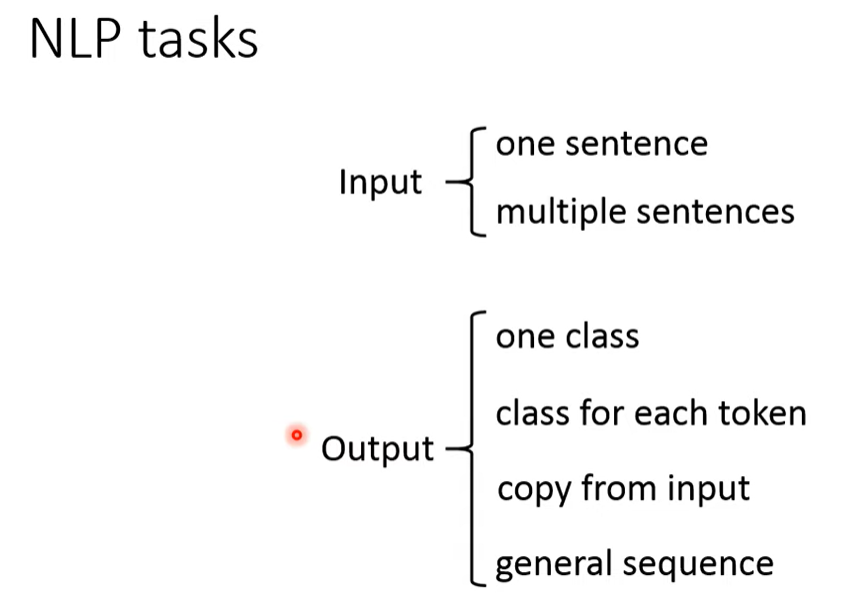 NLP tasks
Input
one sentence
multiple sentences
Output
one class
class for each token
copy from input
general sequence